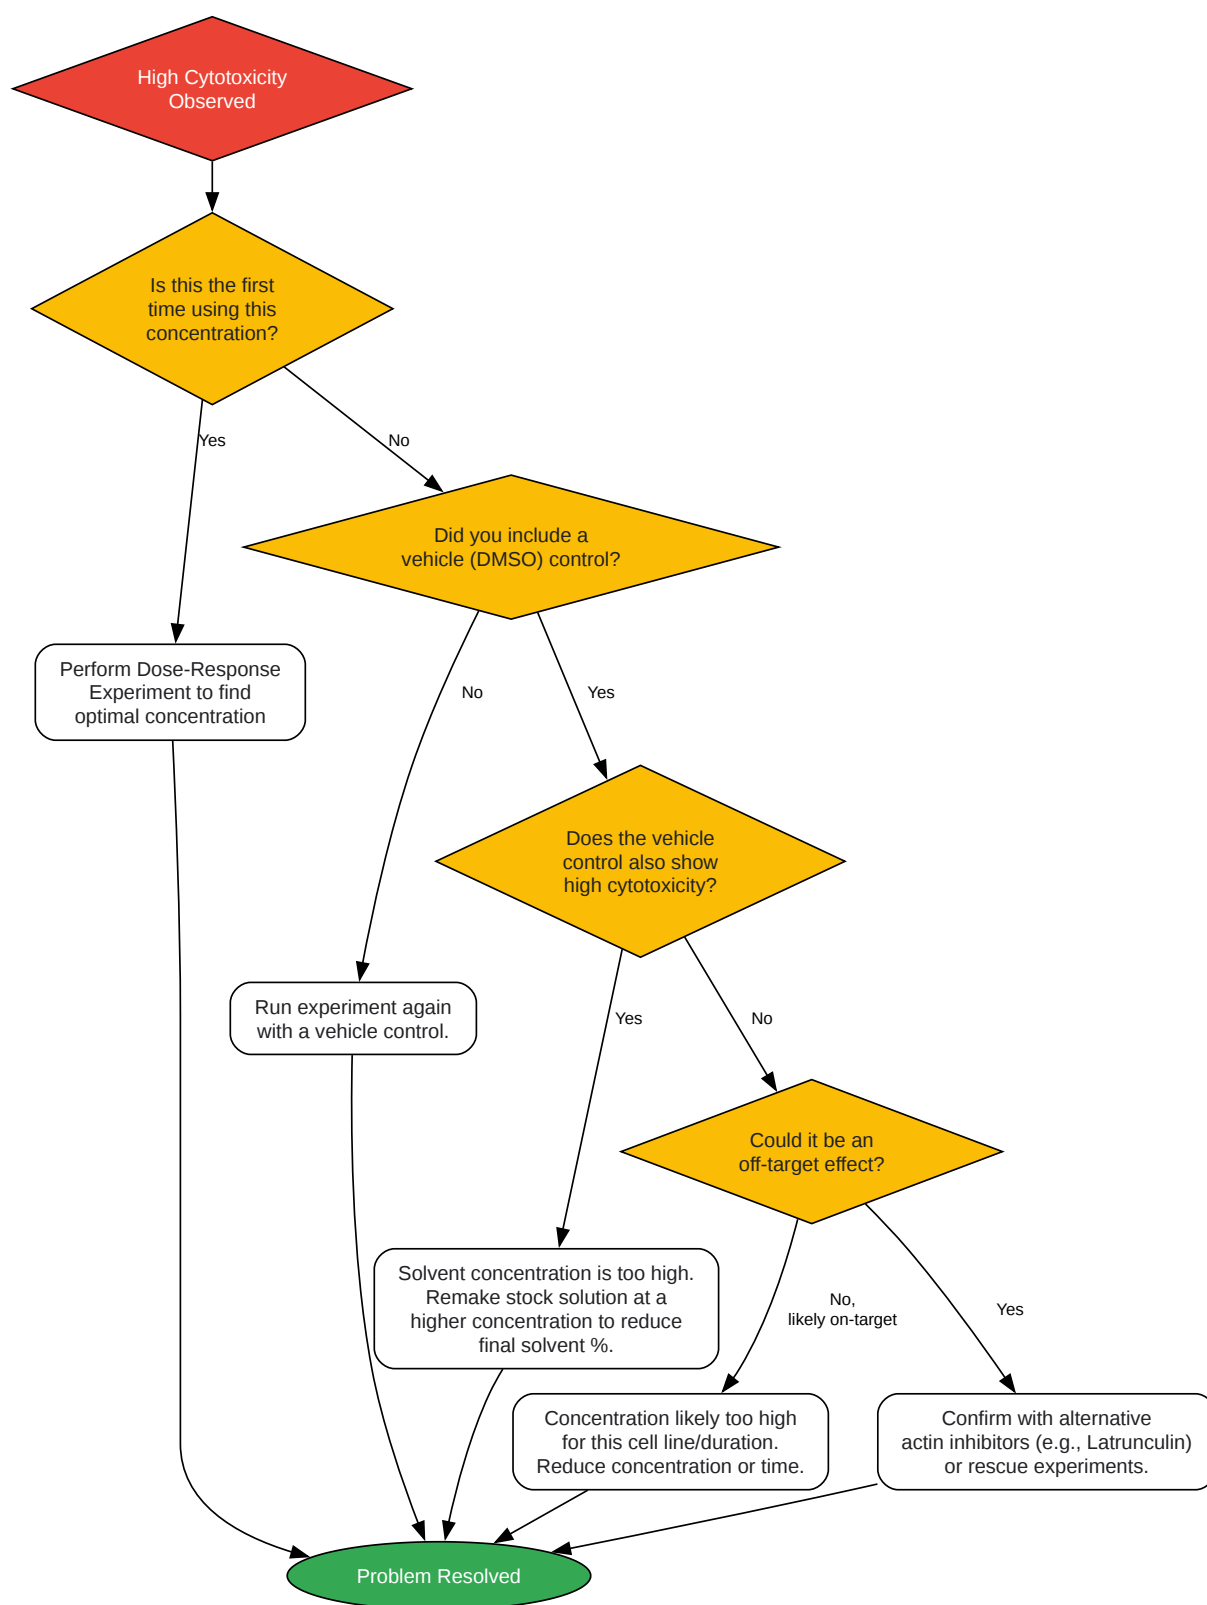 High Cytotoxicity
Observed
Is this the first
time using this
concentration?
Yes
No
Did you include a
vehicle (DMSO) control?
Perform Dose-Response
Experiment to find
optimal concentration
No
Yes
Does the vehicle
control also show
high cytotoxicity?
Run experiment again
with a vehicle control.
Yes
No
Could it be an
off-target effect?
Solvent concentration is too high.
Remake stock solution at a
higher concentration to reduce
final solvent %.
No,
likely on-target
Yes
Concentration likely too high
for this cell line/duration.
Reduce concentration or time.
Confirm with alternative
actin inhibitors (e.g., Latrunculin)
or rescue experiments.
Problem Resolved